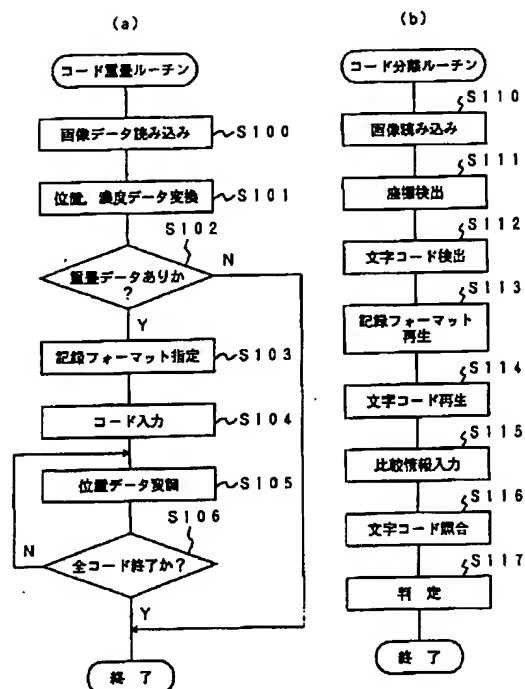 (a)
コード重畳ルーチン
画像データ読み込み
S100
位置，濃度データ変換
S101
S102
重畳データありか
?
N
Y
記録フォーマット指定
S103
コード入力
S104
位置データ変調
S105
S106
全コード終了か?
N
Y
終 了
(b)
コード分離ルーチン
S110
画像読み込み
S111
座標検出
S112
文字コード検出
S113
記録フォーマット
再生
S114
文字コード再生
S115
比較情報入力
S116
文字コード照合
S117
判 定
終 了